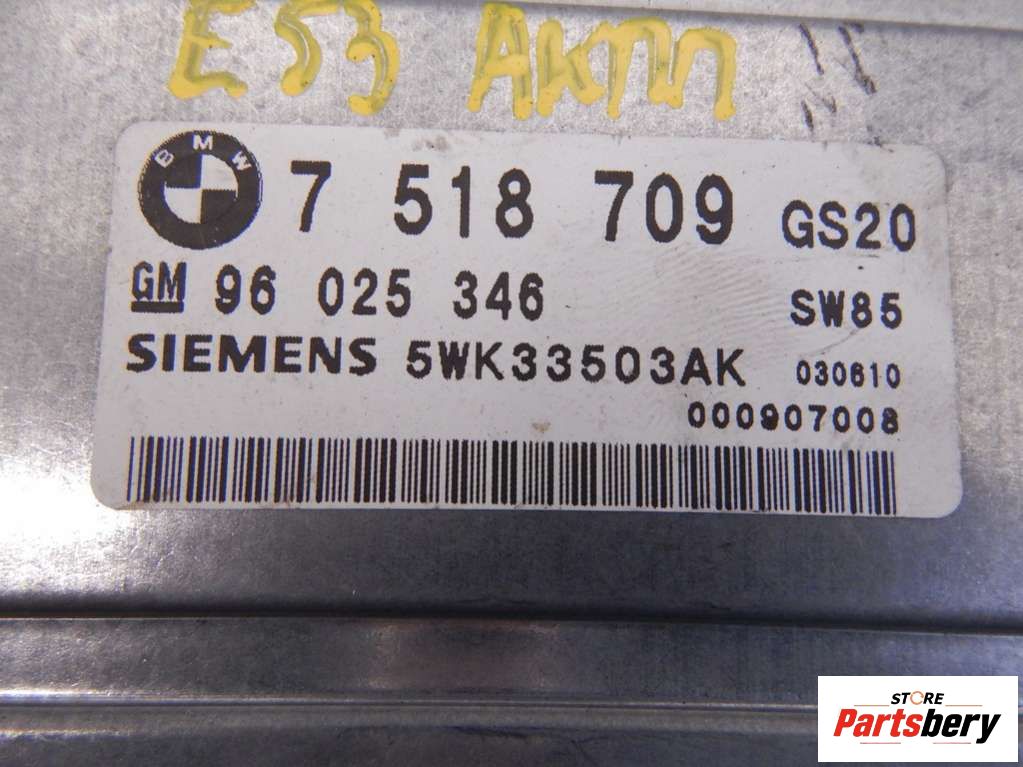 E53 АКПП
BMW 7 518 709 GS20
GM 96 025 346 SW85
SIEMENS 5WK33503AK 030610
000907008
STORE
Partsbery